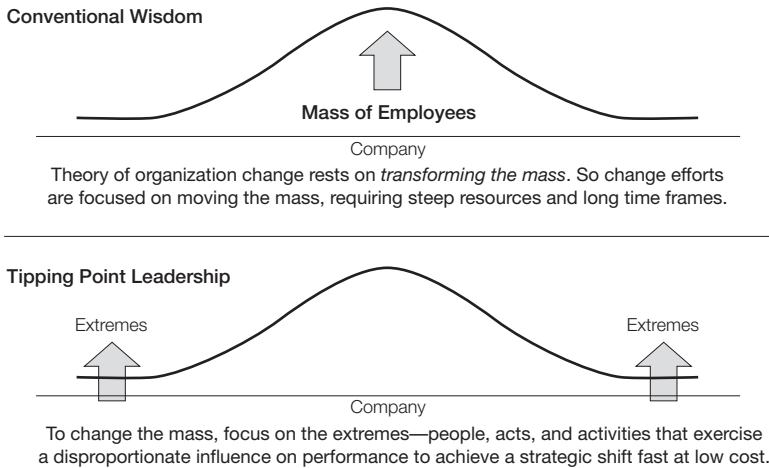 Conventional Wisdom
Mass of Employees
Company
Theory of organization change rests on transforming the mass. So change efforts
are focused on moving the mass, requiring steep resources and long time frames.
Tipping Point Leadership
Extremes
Extremes
Company
To change the mass, focus on the extremes—people, acts, and activities that exercise
a disproportionate influence on performance to achieve a strategic shift fast at low cost.